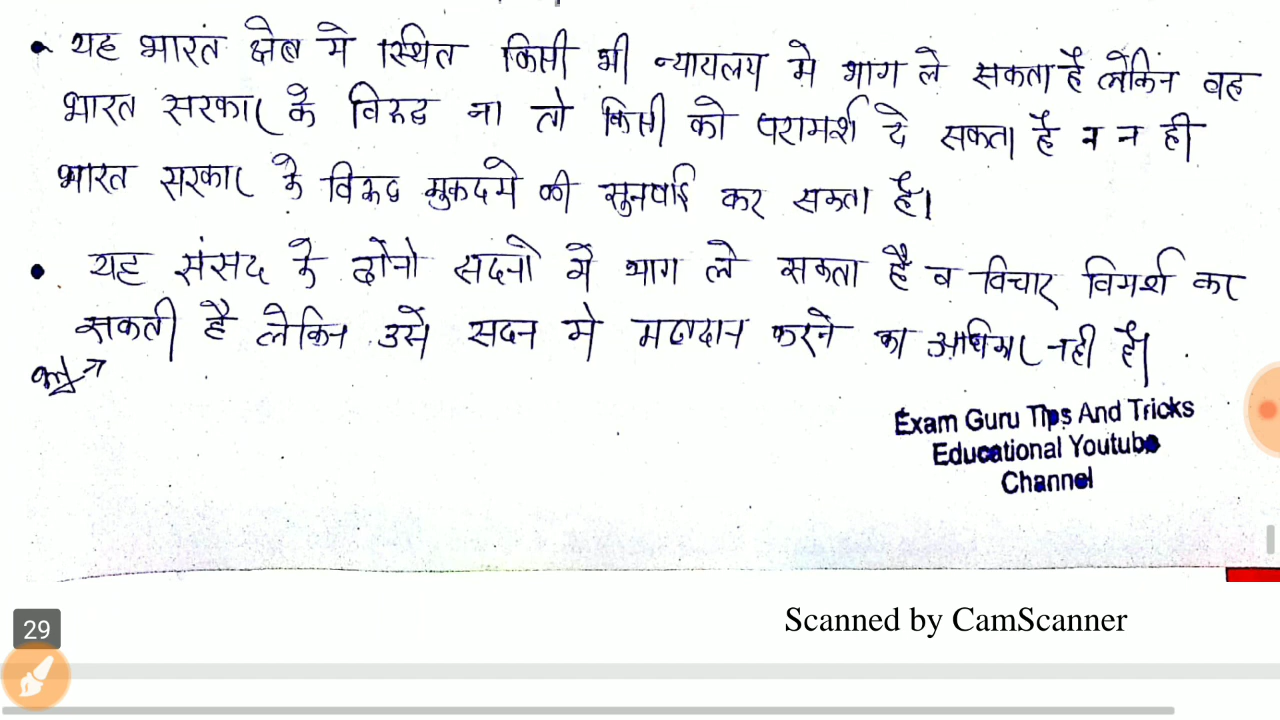 • यह भारत क्षेत्र मे स्थित किसी भी न्यायलय मे भाग ले सकता है लेकिन वह
भारत सरकार के विरुद्ध ना तो किसी को परामर्श दे सकता है न न ही
भारत सरकार के विरुद्ध मुकदमे की सुनवाई कर सकता है।
• यह संसद के दोनो सदनो में भाग ले सकता है व विचार विमर्श कर
सकती है लेकिन उसे सदन मे मतदान करने का अधिकार नही है।
Exam Guru Tips And Tricks
Educational Youtube
Channel
Scanned by CamScanner
29